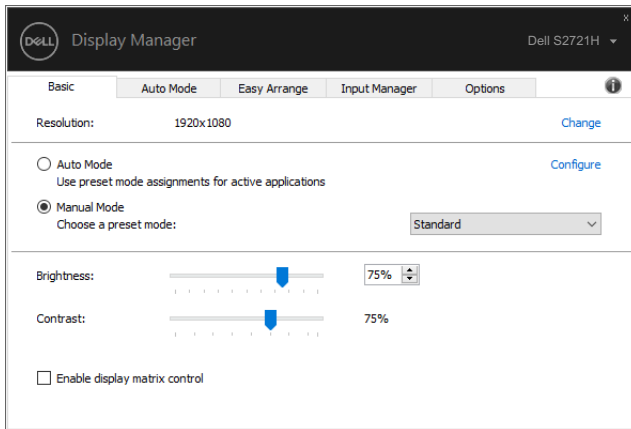 x
DELL Display Manager Dell S2721H
Basic Auto Mode Easy Arrange Input Manager Options i
Resolution: 1920x1080 Change
Auto Mode Configure
Use preset mode assignments for active applications
Manual Mode
Choose a preset mode: Standard
Brightness: 75%
Contrast: 75%
Enable display matrix control